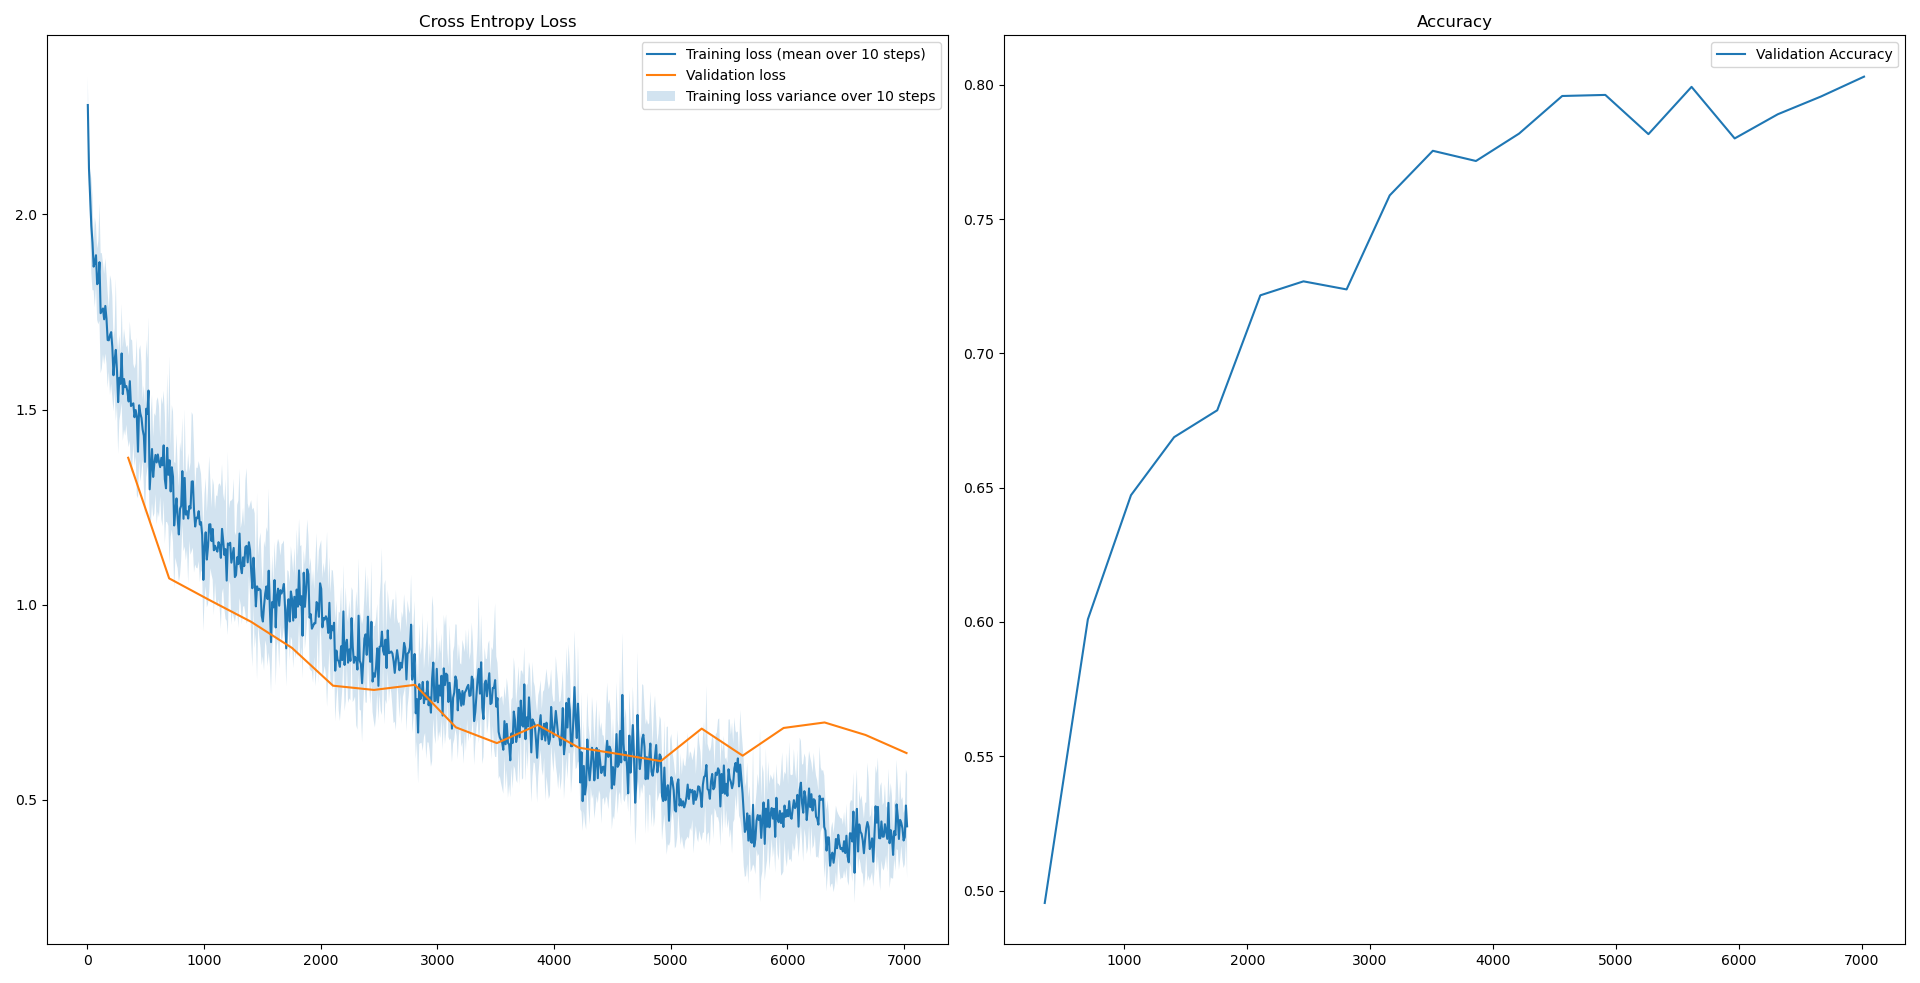 Cross Entropy Loss
Training loss (mean over 10 steps)
Validation loss
Training loss variance over 10 steps
2.0
1.5
1.0
0.5
0 1000 2000 3000 4000 5000 6000 7000
Accuracy
Validation Accuracy
0.80
0.75
0.70
0.65
0.60
0.55
0.50
1000 2000 3000 4000 5000 6000 7000